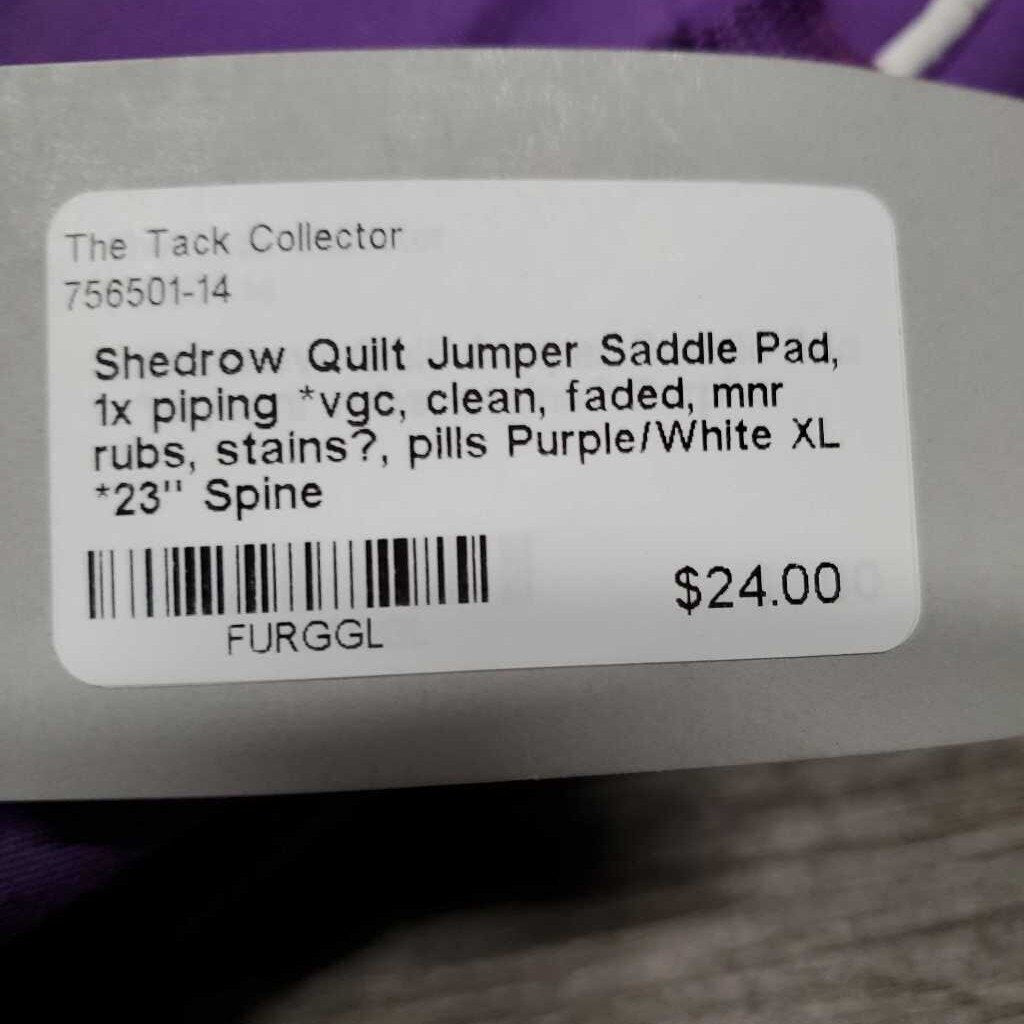 The Tack Collector
756501-14
Shedrow Quilt Jumper Saddle Pad,
1x piping *vgc, clean, faded, mnr
rubs, stains?, pills Purple/White XL
*23" Spine
$24.00
FURGGL